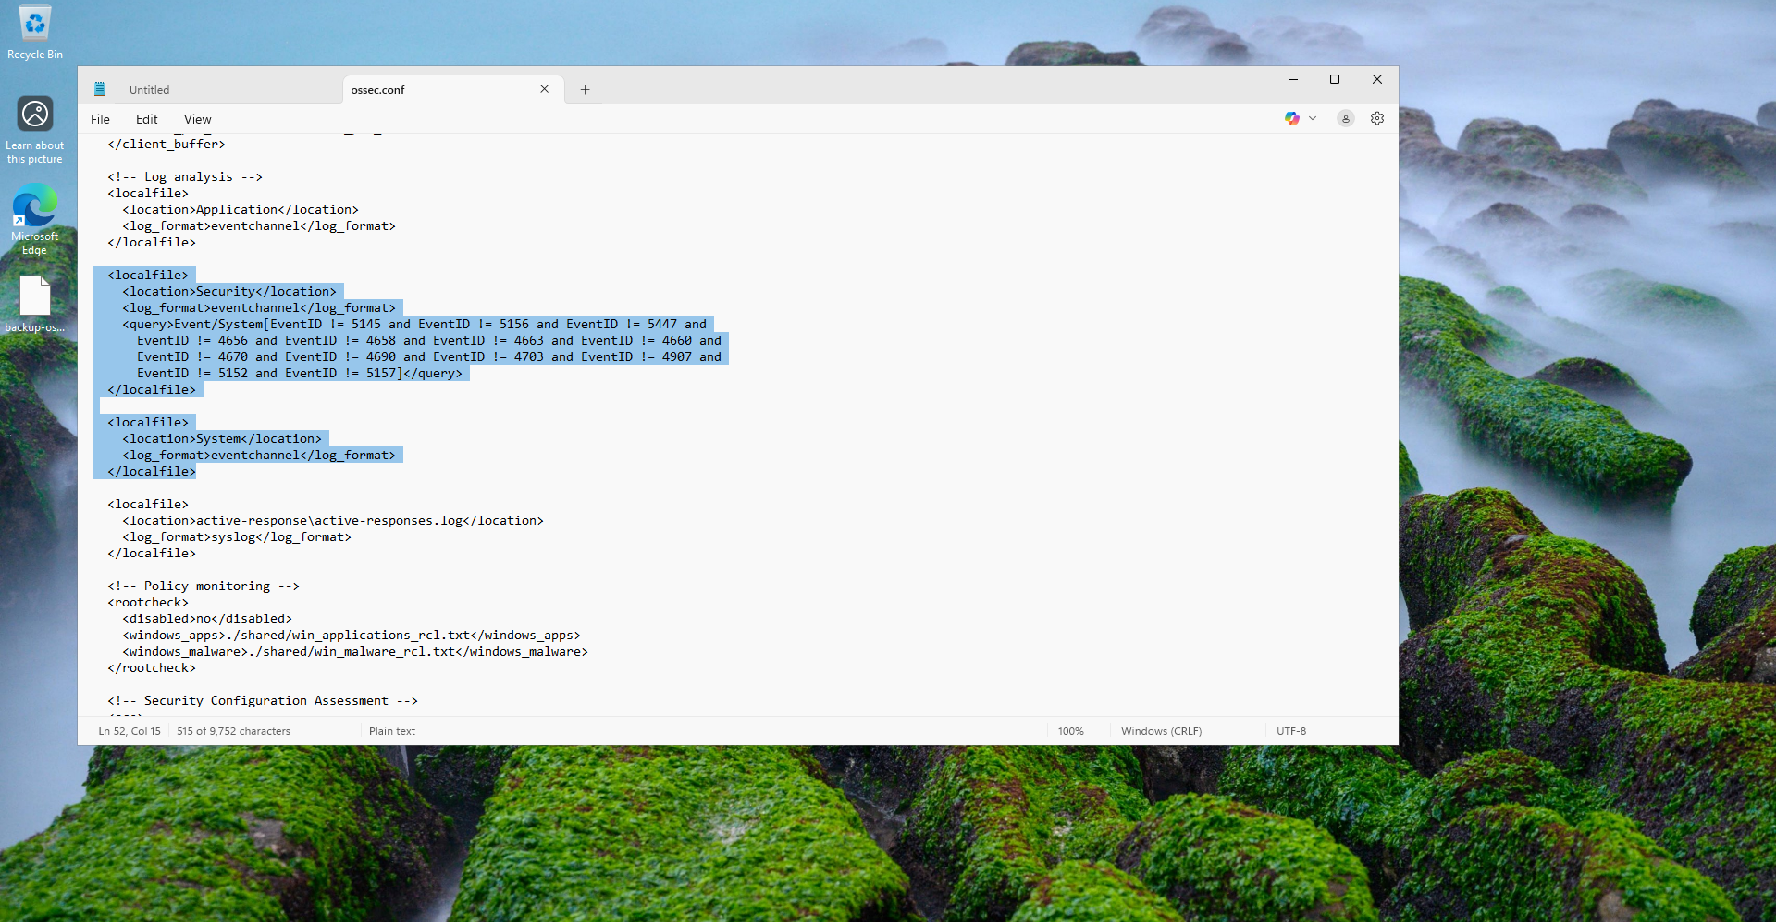 Recycle Bin
Learn about
this picture
Microsoft
Edge
backup-os...
Untitled
ossec.conf
File Edit View
</client_buffer>
<!-- Log analysis -->
<localfile>
<location>Application</location>
<log_format>eventchannel</log_format>
</localfile>
<localfile>
<location>Security</location>
<log_format>eventchannel</log_format>
<query>Event/System[EventID != 5145 and EventID != 5156 and EventID != 5447 and
EventID != 4656 and EventID != 4658 and EventID != 4663 and EventID != 4660 and
EventID != 4670 and EventID != 4690 and EventID != 4703 and EventID != 4907 and
EventID != 5152 and EventID != 5157]</query>
</localfile>
<localfile>
<location>System</location>
<log_format>eventchannel</log_format>
</localfile>
<localfile>
<location>active-response\active-responses.log</location>
<log_format>syslog</log_format>
</localfile>
<!-- Policy monitoring -->
<rootcheck>
<disabled>no</disabled>
<windows_apps>./shared/win_applications_rcl.txt</windows_apps>
<windows_malware>./shared/win_malware_rcl.txt</windows_malware>
</rootcheck>
<!-- Security Configuration Assessment -->
Ln 52, Col 15 515 of 9,752 characters Plain text 100% Windows (CRLF) UTF-8